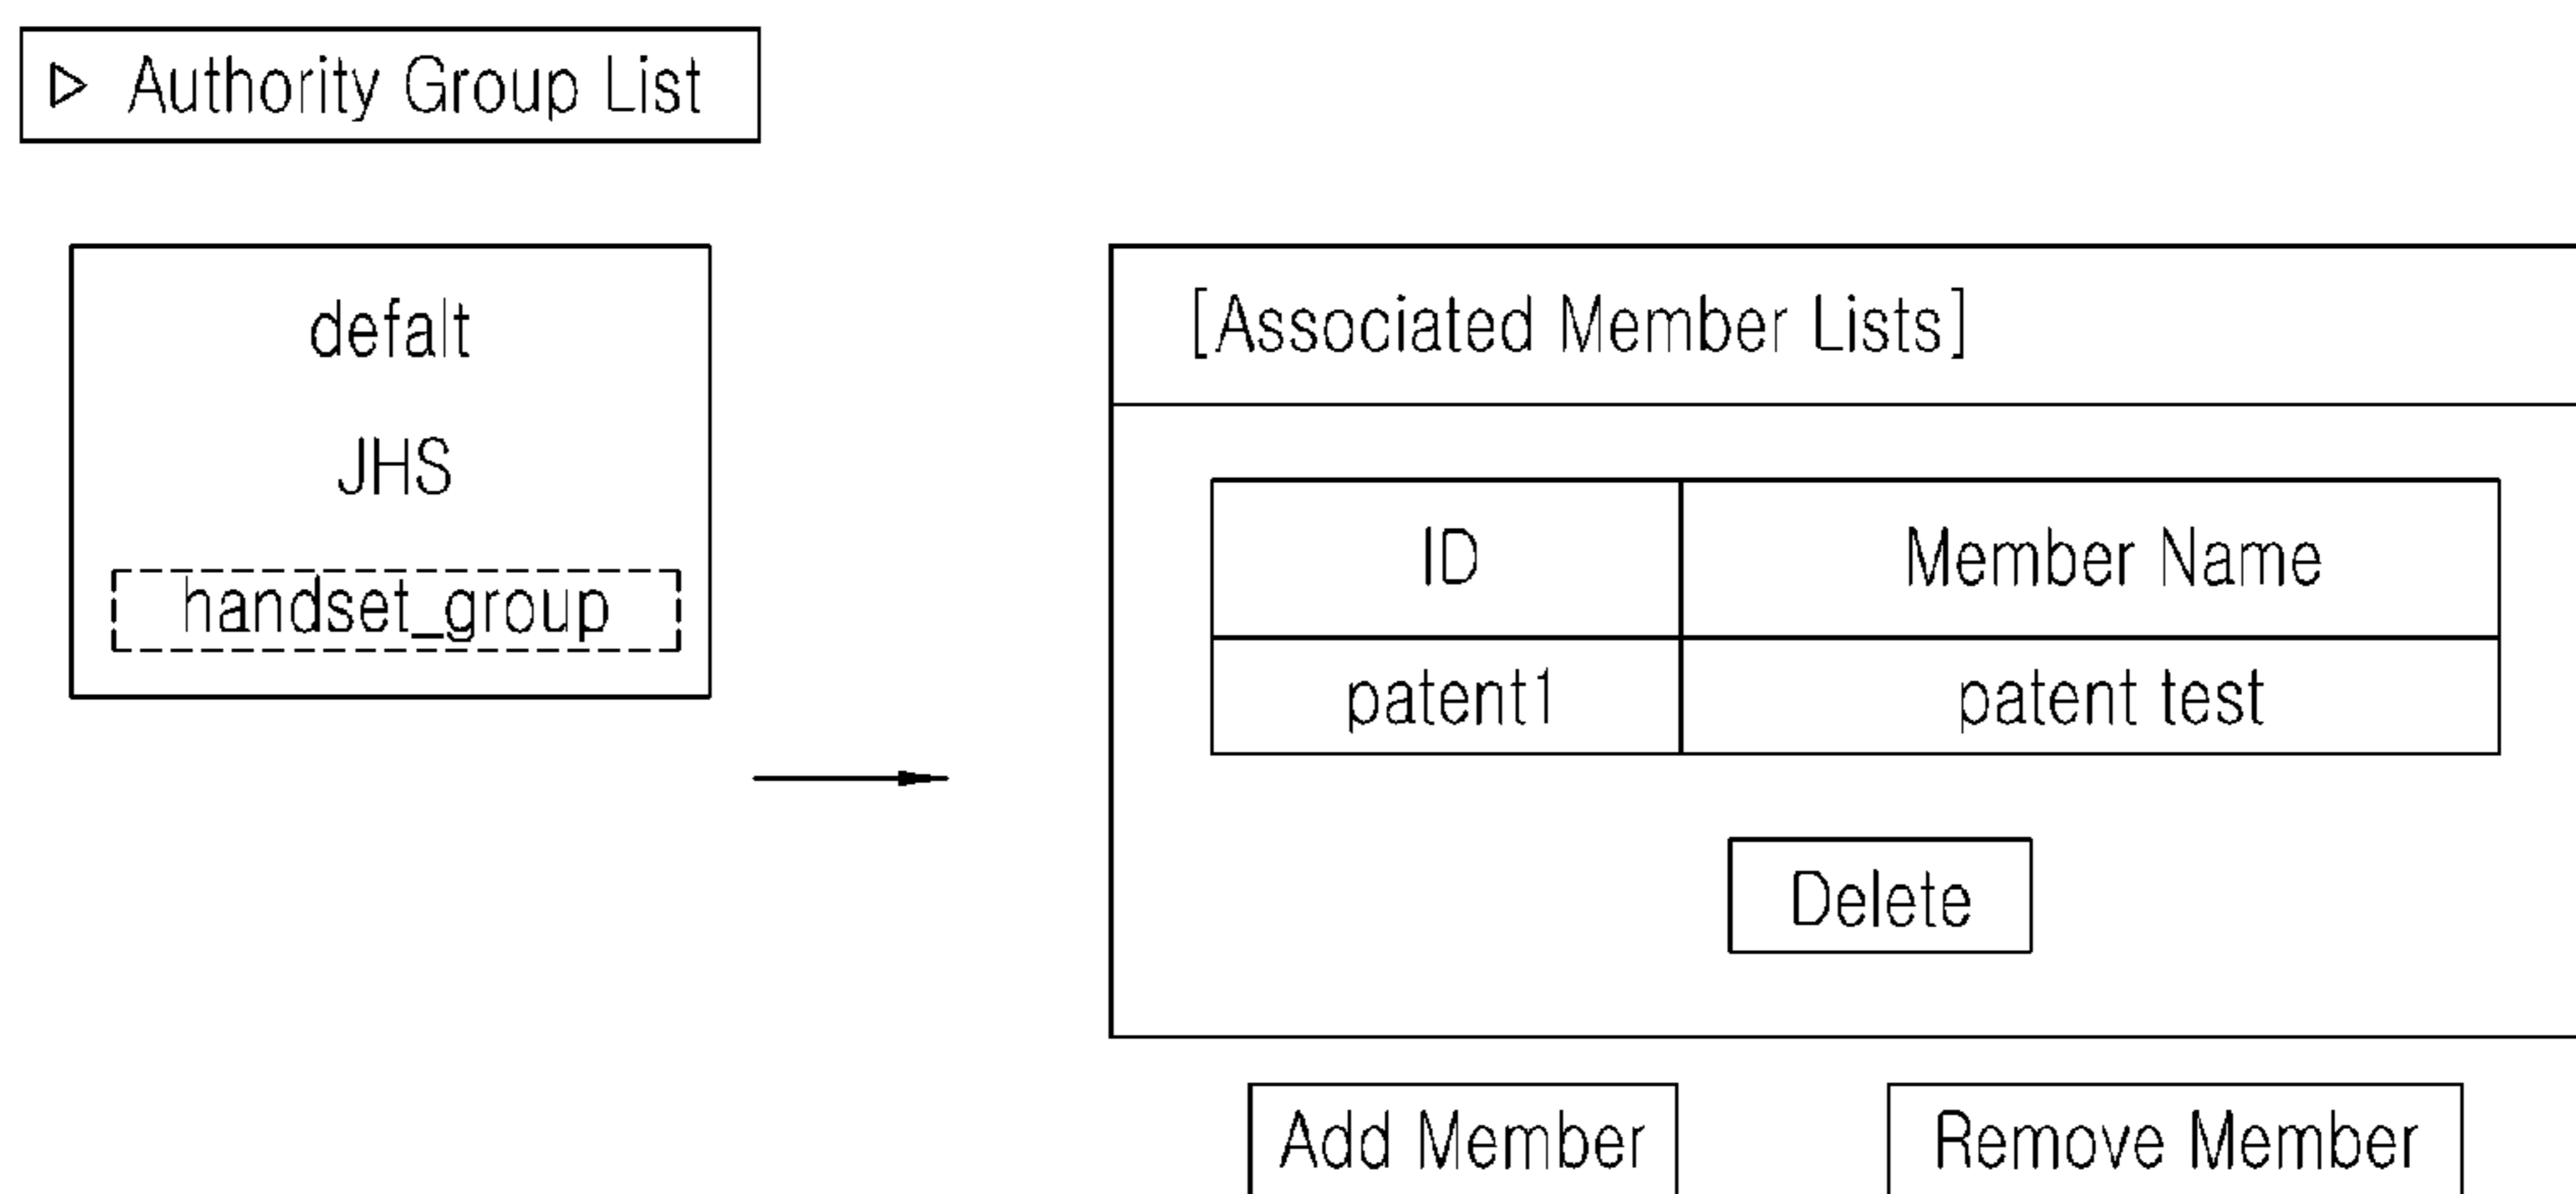 ▷ Authority Group List
defalt
JHS
handset_group
[Associated Member Lists]
ID Member Name
patent1 patent test
Delete
Add Member Remove Member